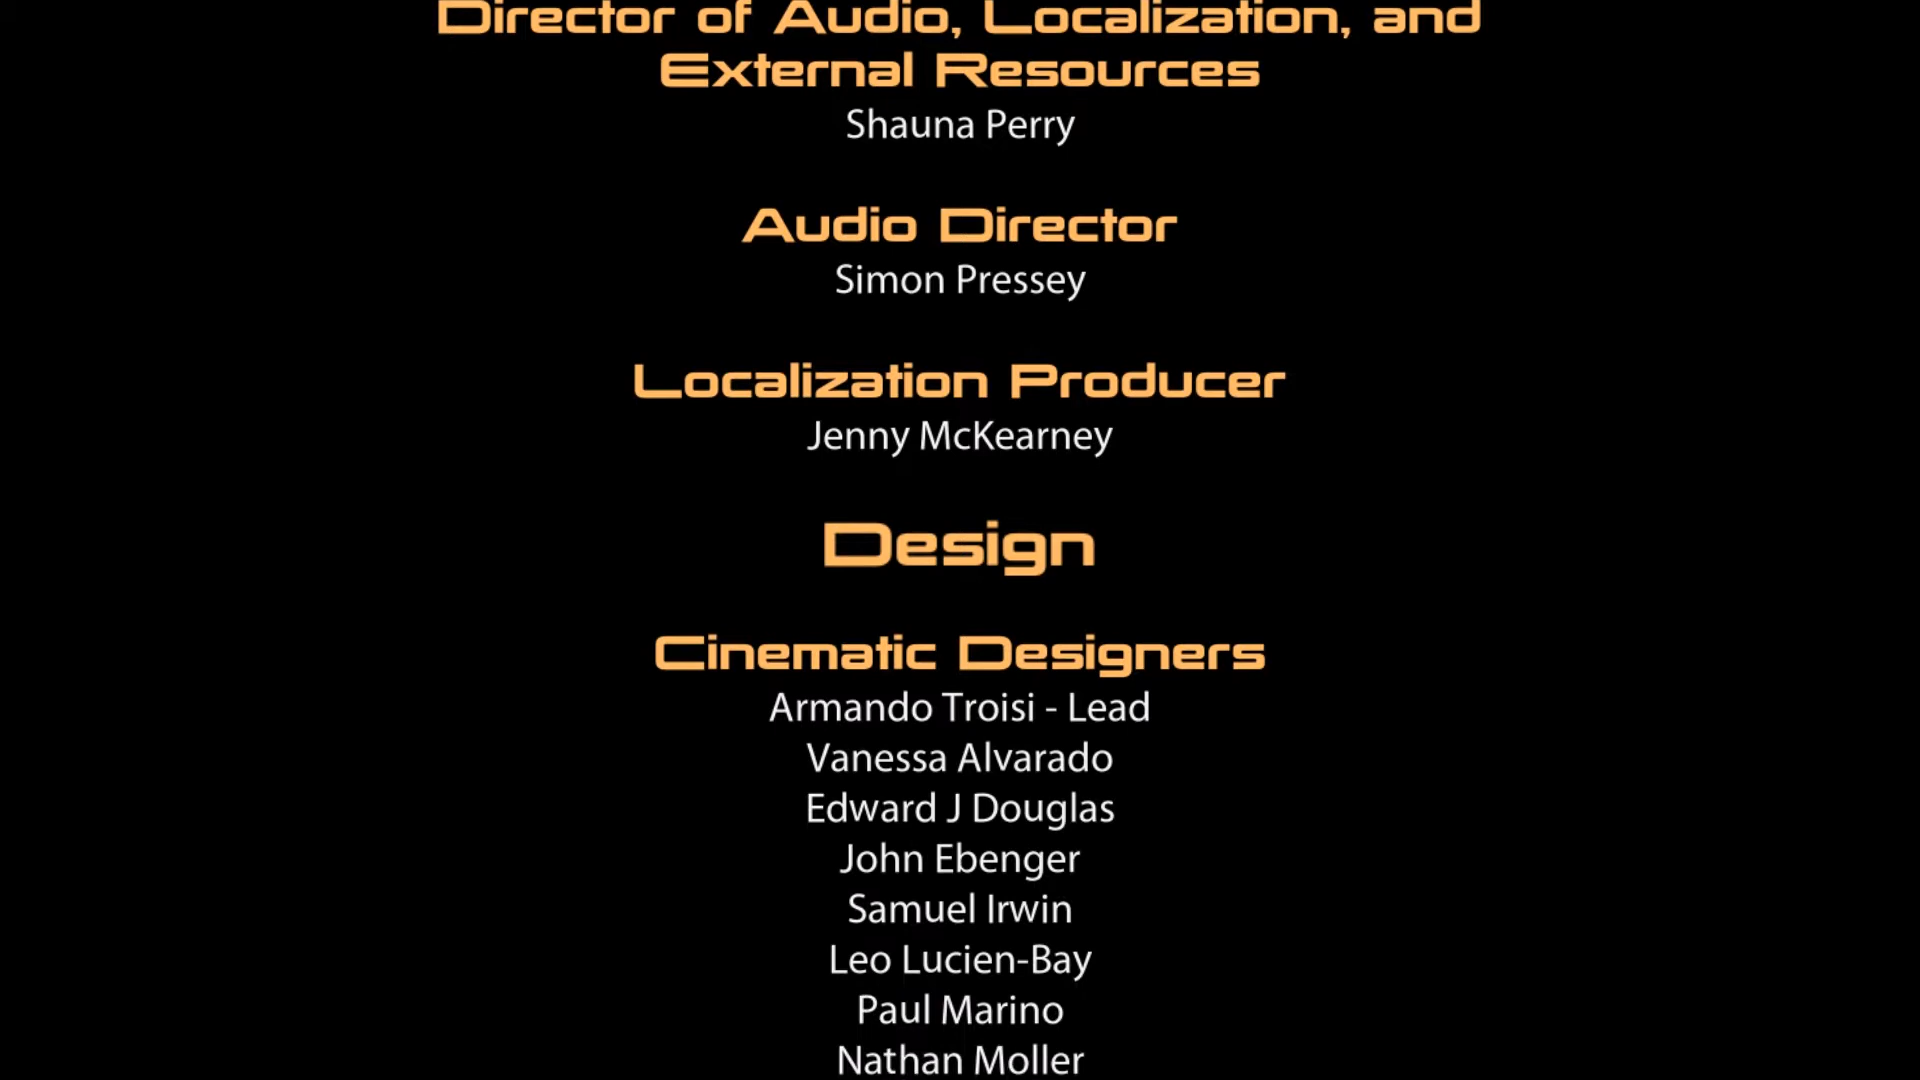 Director of Audio, Localization, and
External Resources
Shauna Perry
Audio Director
Simon Pressey
Localization Producer
Jenny McKearney
Design
Cinematic Designers
Armando Troisi - Lead
Vanessa Alvarado
Edward J Douglas
John Ebenger
Samuel Irwin
Leo Lucien-Bay
Paul Marino
Nathan Moller